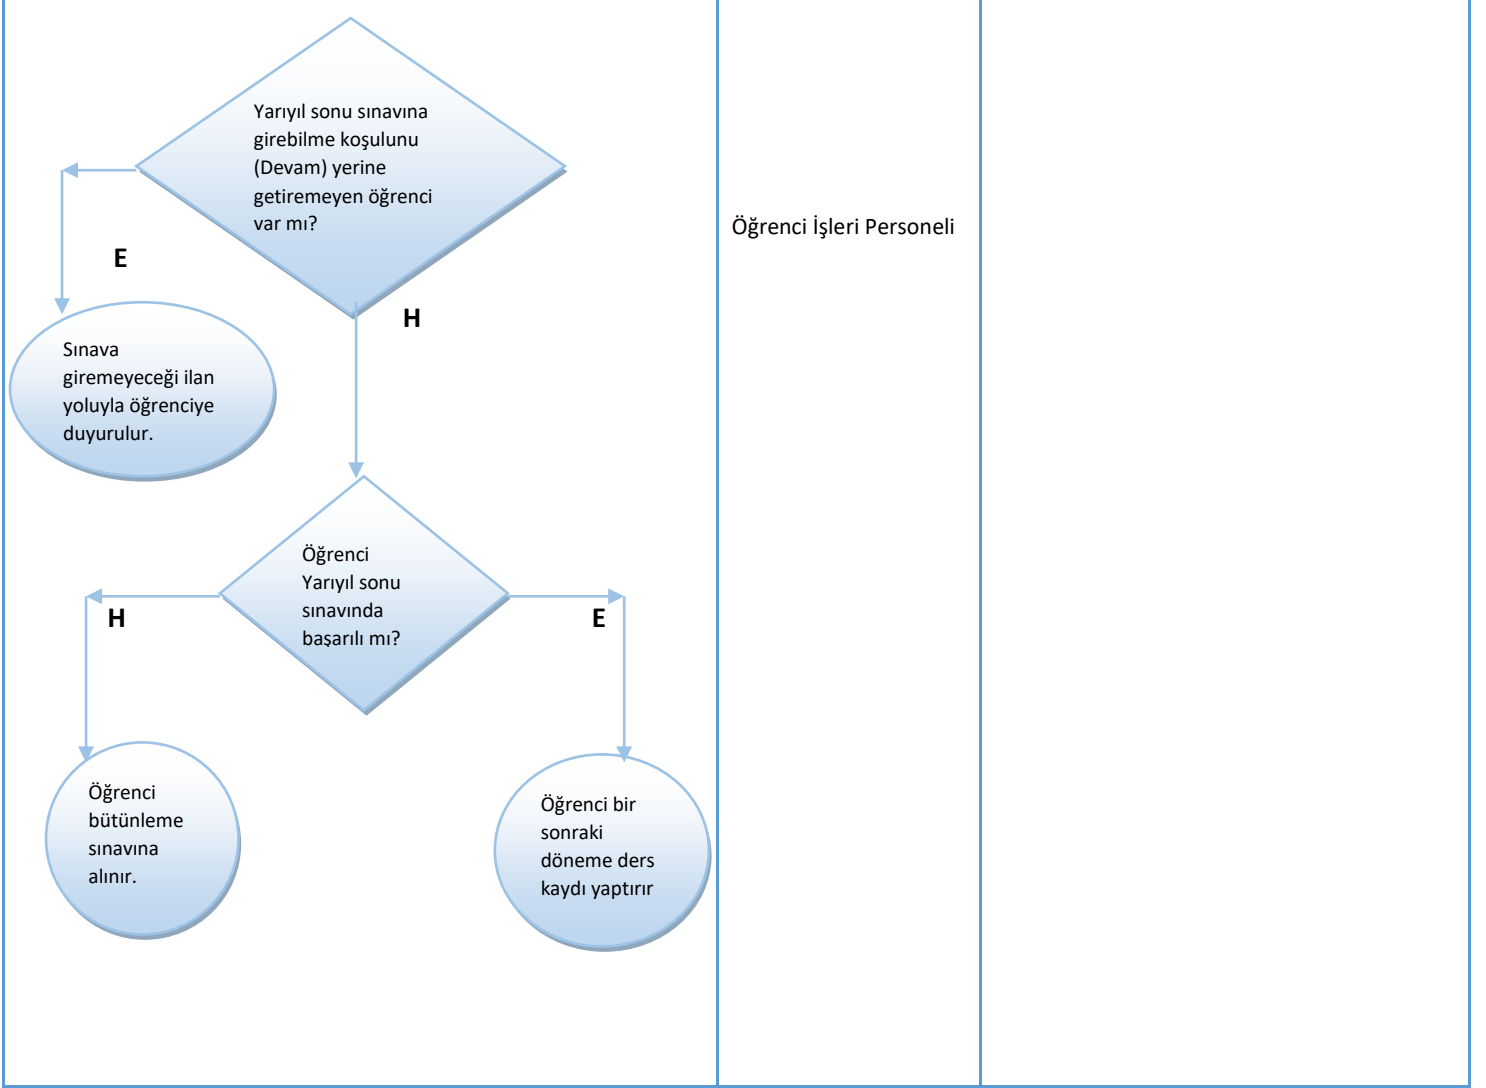 Yarıyıl sonu sınavına
girebilme koşulunu
(Devam) yerine
getiremeyen öğrenci
var mı?
Öğrenci İşleri Personeli
E
H
Sınava
giremeyeceği ilan
yoluyla öğrenciye
duyurulur.
Öğrenci
Yarıyıl sonu
sınavında
başarılı mı?
H
E
Öğrenci
bütünleme
sınavına
alınır.
Öğrenci bir
sonraki
döneme ders
kaydı yaptırır